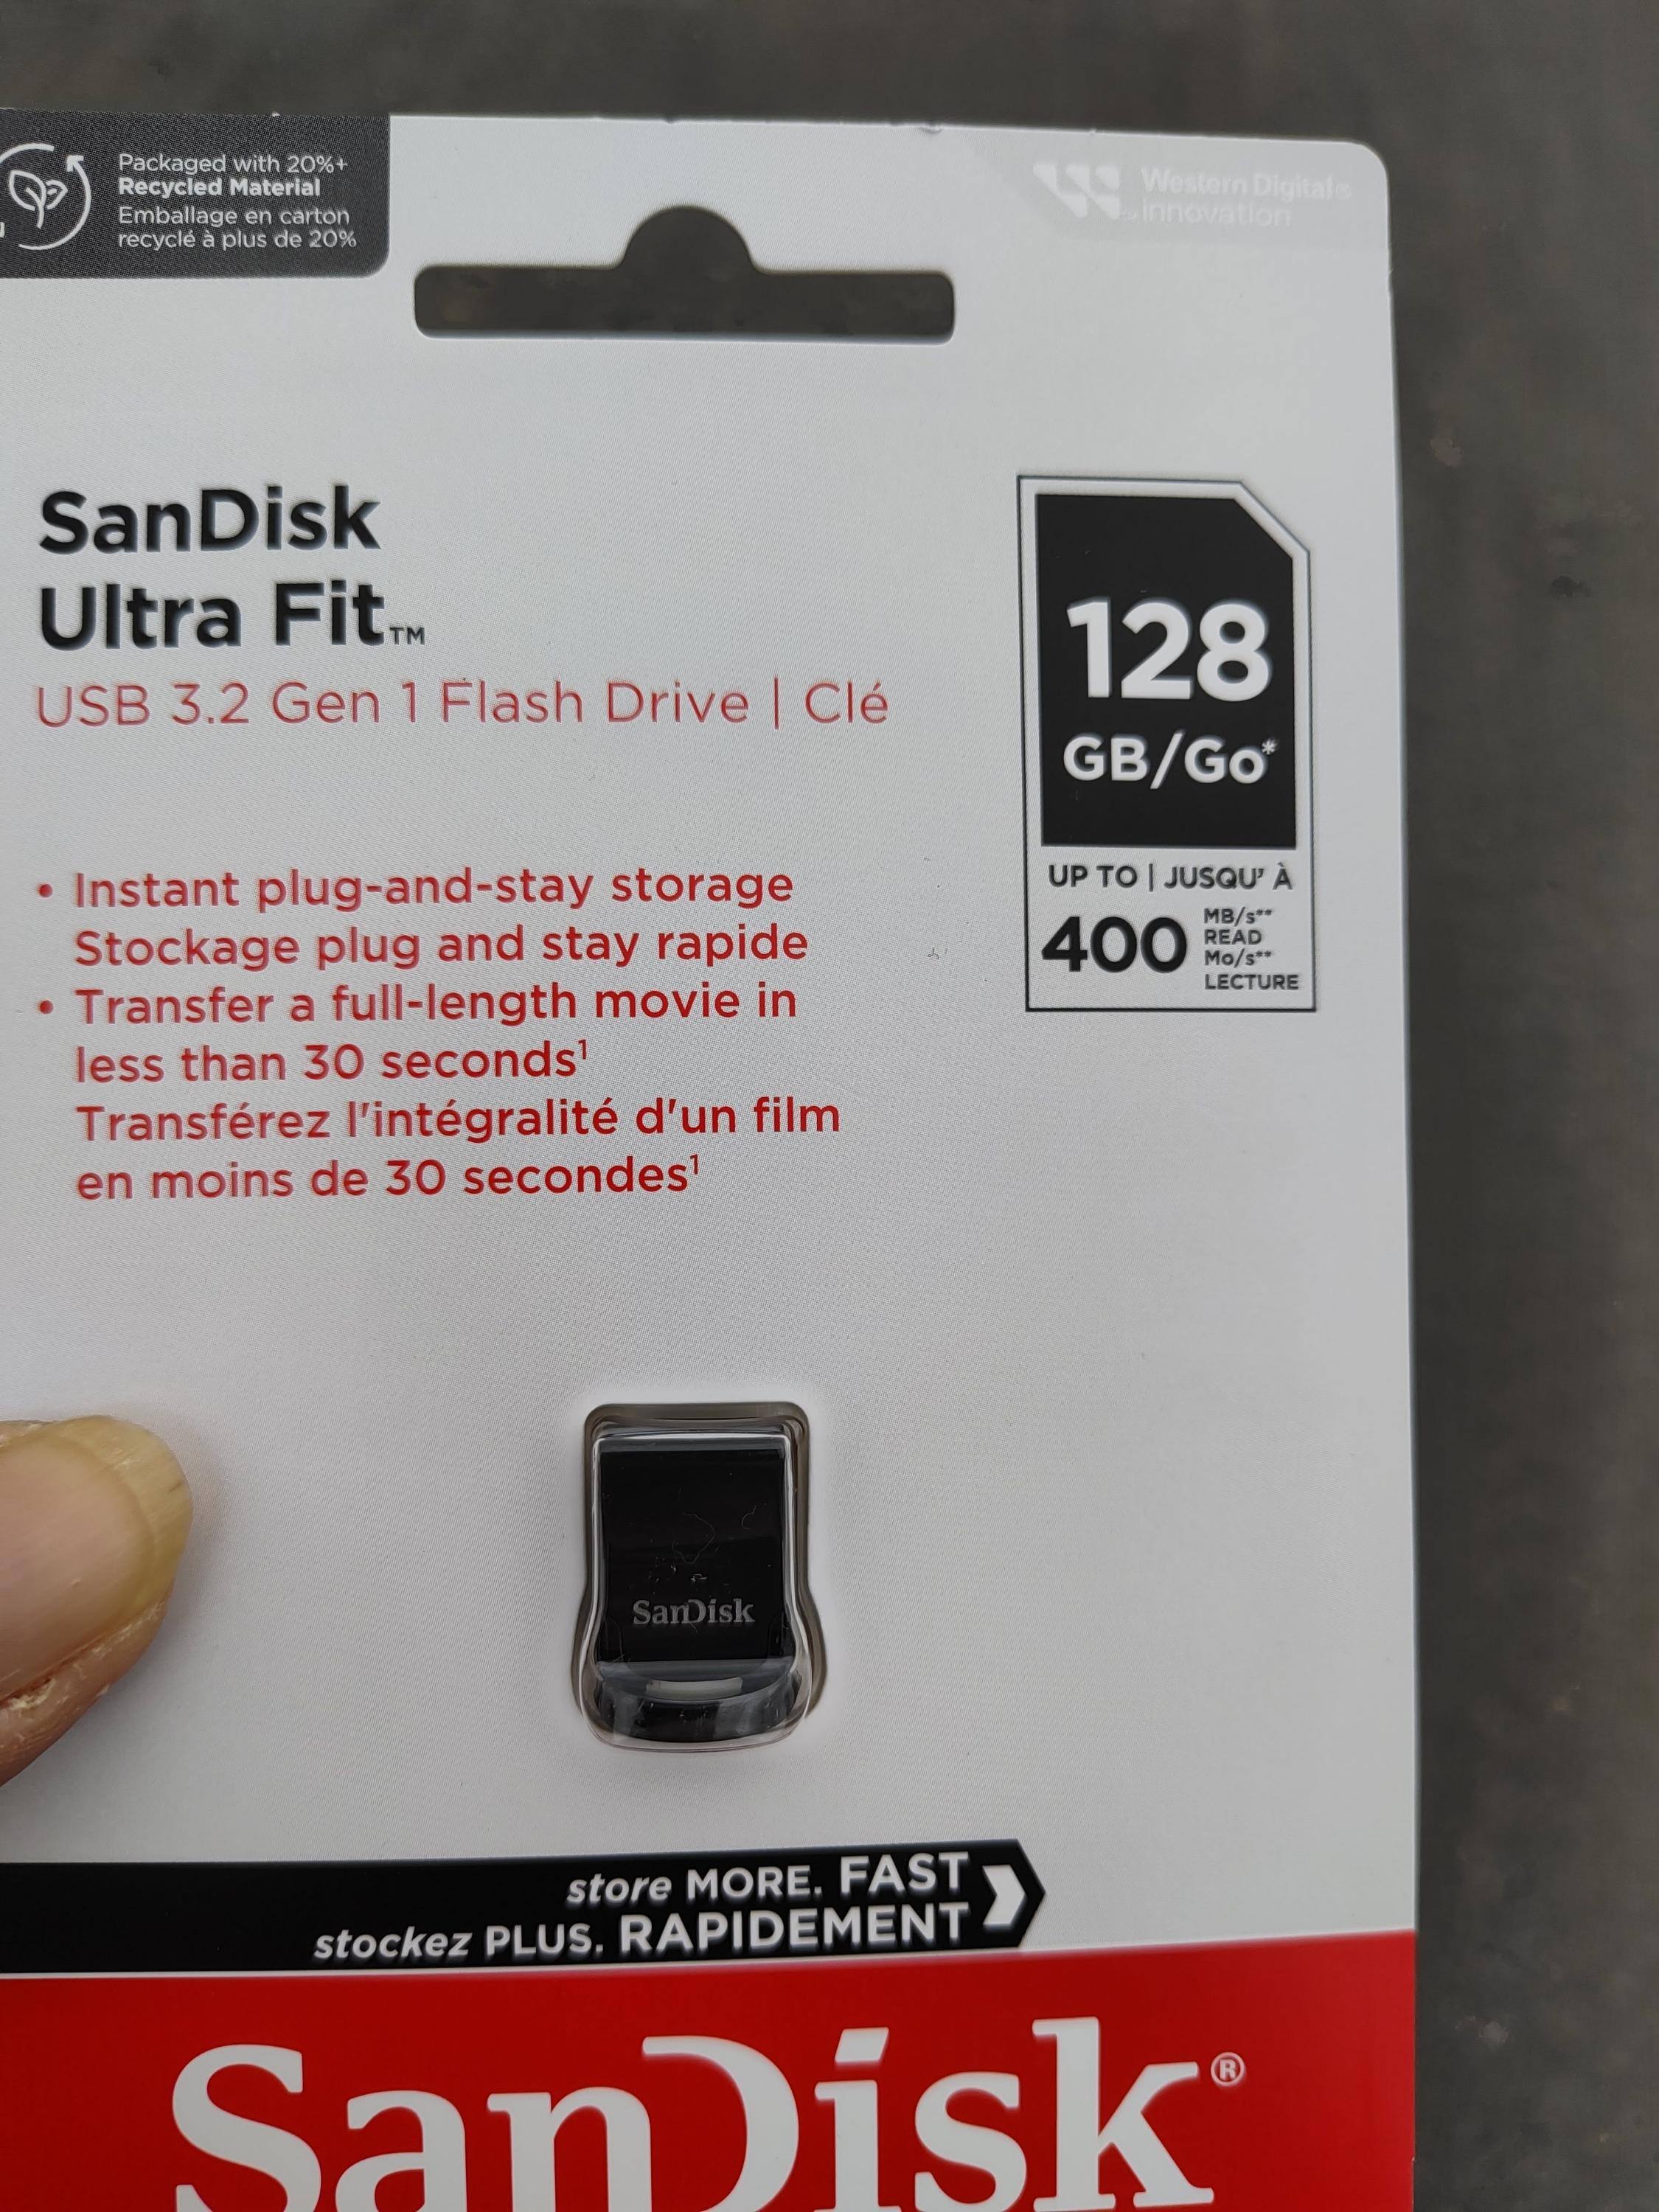 Packaged with 20%+
Recycled Material
Emballage en carton
recyclé à plus de 20%
Western Digital®
Innovation
SanDisk
Ultra Fit™
USB 3.2 Gen 1 Flash Drive | Clé
128
GB/Go*
UP TO | JUSQU' À
400 MB/s**
READ
Mo/s**
LECTURE
• Instant plug-and-stay storage
Stockage plug and stay rapide
• Transfer a full-length movie in
less than 30 seconds¹
Transférez l'intégralité d'un film
en moins de 30 secondes¹
SanDisk
store MORE. FAST
stockez PLUS. RAPIDEMENT
SanDisk®